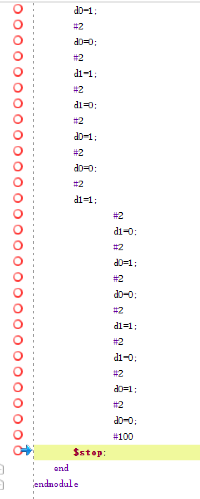 d0=1;
#2
d0=0;
#2
d1=1;
#2
d1=0;
#2
d0=1;
#2
d0=0;
#2
d1=1;
#2
d1=0;
#2
d0=1;
#2
d0=0;
#2
d1=1;
#2
d1=0;
#2
d0=1;
#2
d0=0;
#100
$stop;
end
endmodule